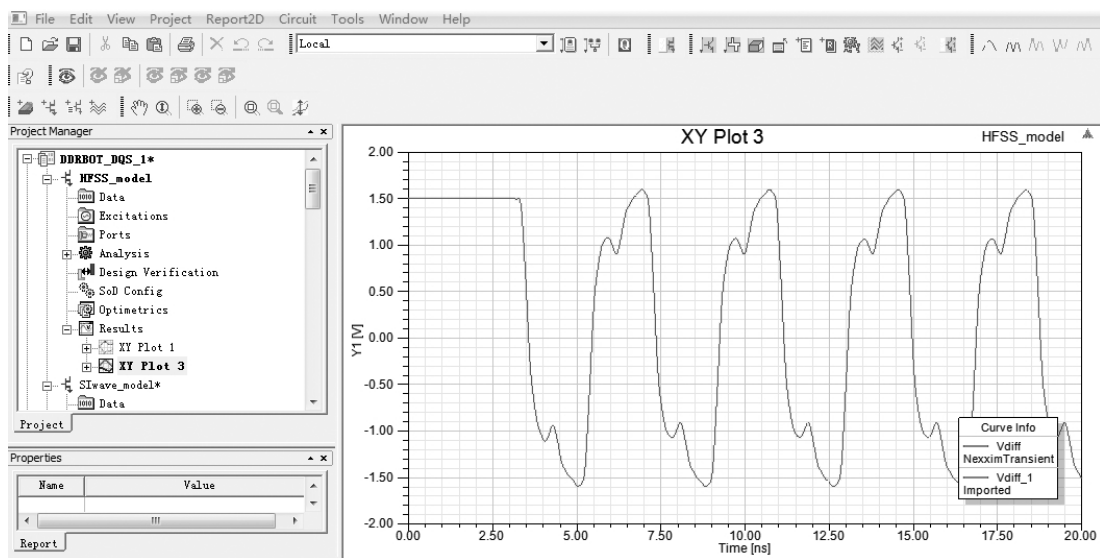 File Edit View Project Report2D Circuit Tools Window Help
Local
Project Manager
DDRBOT_DQS_1*
HFSS_model
Data
Excitations
Ports
Analysis
Design Verification
SoD Config
Optimetrics
Results
XY Plot 1
XY Plot 3
SIwave_model*
Data
Project
Properties
Name Value
Report
XY Plot 3
HFSS_model
2.00
1.50
1.00
0.50
0.00
-0.50
-1.00
-1.50
-2.00
Y1 [V]
0.00 2.50 5.00 7.50 10.00 12.50 15.00 17.50 20.00
Time [ns]
Curve Info
Vdiff
NexximTransient
Vdiff_1
Imported